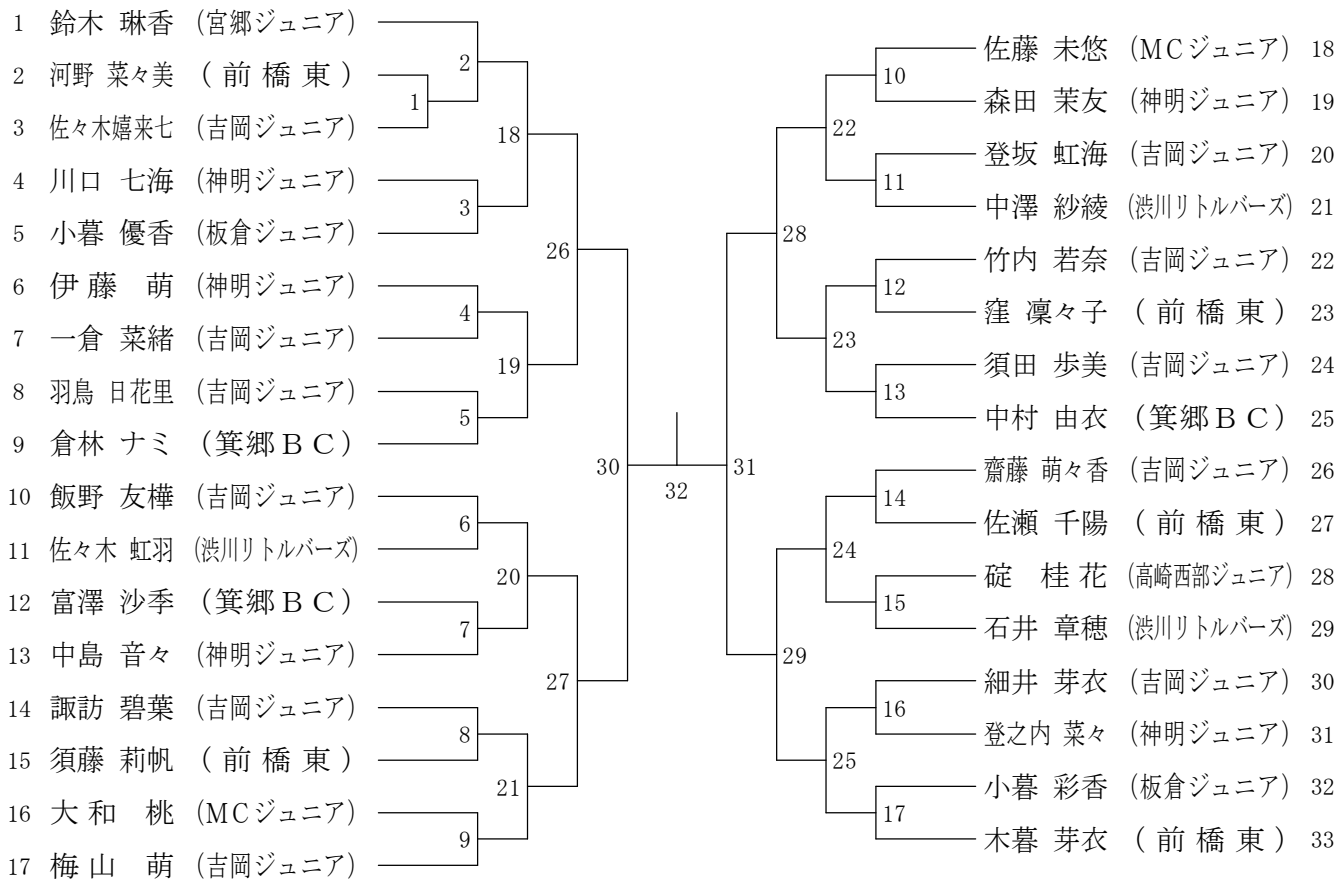 1 鈴木 琳香 (宮郷ジュニア)
2 河野 菜々美 (前橋東)
3 佐々木嬉来七 (吉岡ジュニア)
4 川口 七海 (神明ジュニア)
5 小暮 優香 (板倉ジュニア)
6 伊藤 萌 (神明ジュニア)
7 一倉 菜緒 (吉岡ジュニア)
8 羽鳥 日花里 (吉岡ジュニア)
9 倉林 ナミ (箕郷ＢＣ)
10 飯野 友樺 (吉岡ジュニア)
11 佐々木 虹羽 (渋川リトルバーズ)
12 富澤 沙季 (箕郷ＢＣ)
13 中島 音々 (神明ジュニア)
14 諏訪 碧葉 (吉岡ジュニア)
15 須藤 莉帆 (前橋東)
16 大和 桃 (MCジュニア)
17 梅山 萌 (吉岡ジュニア)
1
2
3
4
5
6
7
8
9
18
19
20
21
26
27
30
32
31
28
29
22
23
24
25
10
11
12
13
14
15
16
17
佐藤 未悠 (MCジュニア) 18
森田 茉友 (神明ジュニア) 19
登坂 虹海 (吉岡ジュニア) 20
中澤 紗綾 (渋川リトルバーズ) 21
竹内 若奈 (吉岡ジュニア) 22
窪 凜々子 (前橋東) 23
須田 歩美 (吉岡ジュニア) 24
中村 由衣 (箕郷ＢＣ) 25
齋藤 萌々香 (吉岡ジュニア) 26
佐瀬 千陽 (前橋東) 27
碇 桂花 (高崎西部ジュニア) 28
石井 章穂 (渋川リトルバーズ) 29
細井 芽衣 (吉岡ジュニア) 30
登之内 菜々 (神明ジュニア) 31
小暮 彩香 (板倉ジュニア) 32
木暮 芽衣 (前橋東) 33